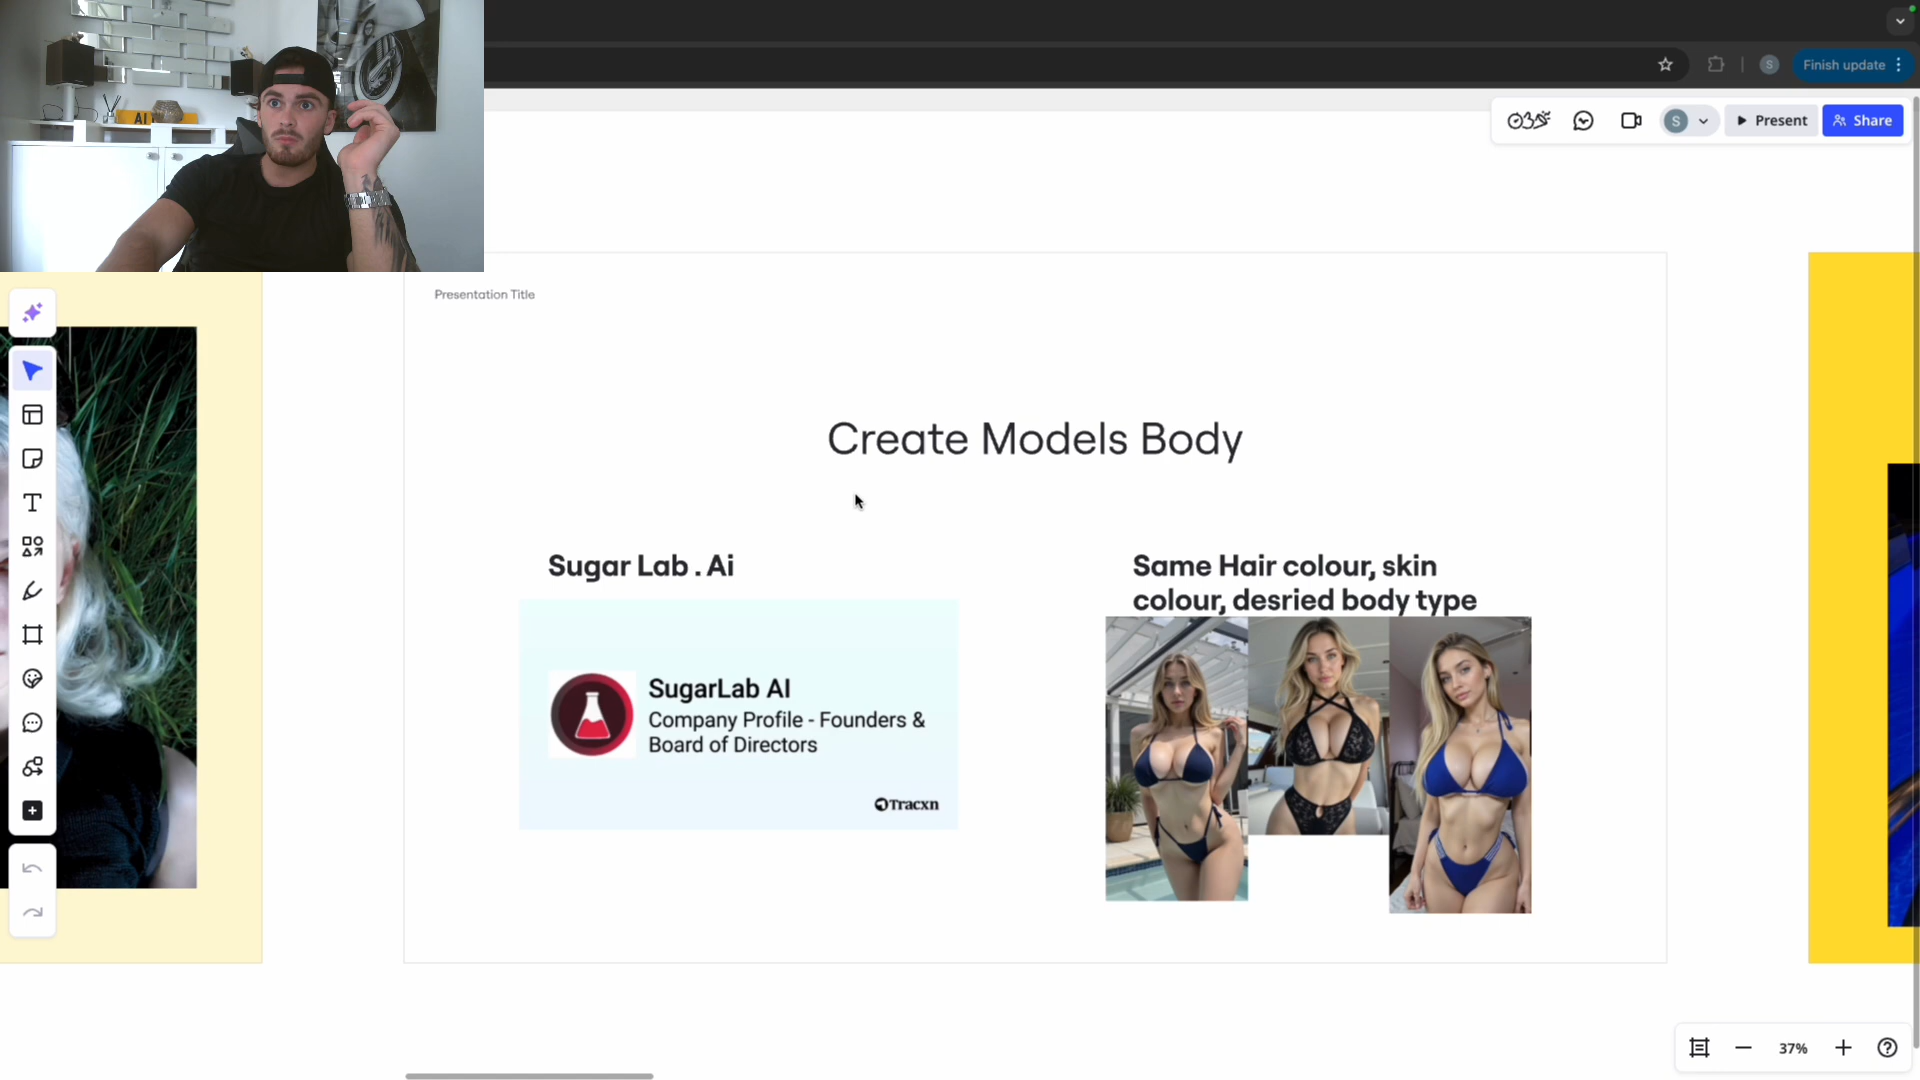 AI
Finish update
S
S
Present
Share
Presentation Title
Create Models Body
Sugar Lab . Ai
SugarLab AI
Company Profile - Founders &
Board of Directors
Tracxn
Same Hair colour, skin
colour, desried body type
37%